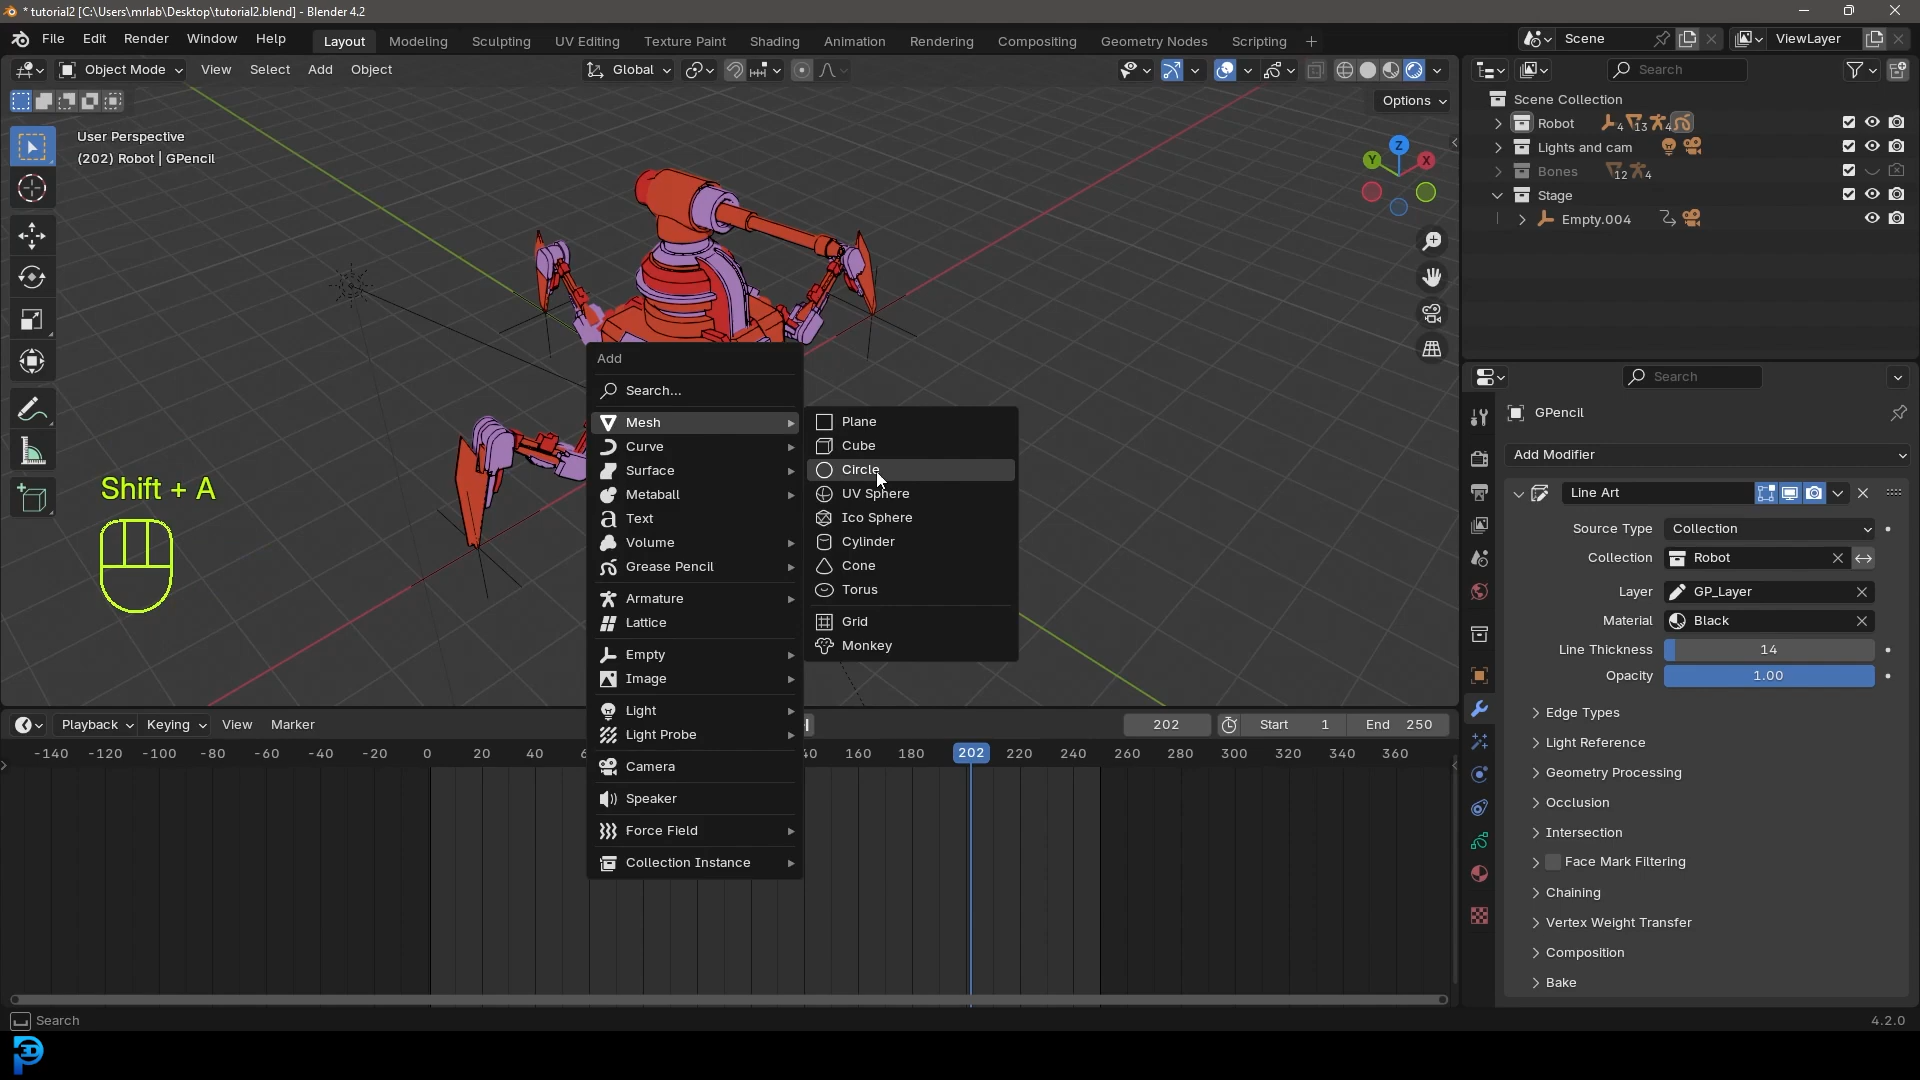 * tutorial2 [C:\Users\mrlab\Desktop\tutorial2.blend] - Blender 4.2
File Edit Render Window Help
Layout Modeling Sculpting UV Editing Texture Paint Shading Animation Rendering Compositing Geometry Nodes Scripting +
Scene
ViewLayer
Object Mode View Select Add Object
Global
Options
User Perspective
(202) Robot | GPencil
Z
Y
X
Shift + A
Add
Search...
Mesh
Curve
Surface
Metaball
Text
Volume
Grease Pencil
Armature
Lattice
Empty
Image
Light
Light Probe
Camera
Speaker
Force Field
Collection Instance
Plane
Cube
Circle
UV Sphere
Ico Sphere
Cylinder
Cone
Torus
Grid
Monkey
Search
Scene Collection
Robot 4 13 4
Lights and cam
Bones 12 4
Stage
Empty.004
Search
GPencil
Add Modifier
Line Art
Source Type Collection
Collection Robot
Layer GP_Layer
Material Black
Line Thickness 14
Opacity 1.00
Edge Types
Light Reference
Geometry Processing
Occlusion
Intersection
Face Mark Filtering
Chaining
Vertex Weight Transfer
Composition
Bake
Playback Keying View Marker
202 Start 1 End 250
-140 -120 -100 -80 -60 -40 -20 0 20 40 160 180 202 220 240 260 280 300 320 340 360
Search
4.2.0